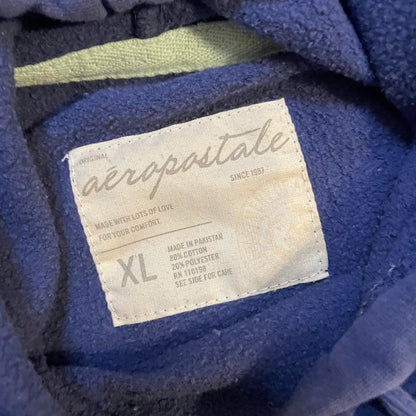 ORIGINAL
aéropostale
SINCE 1987
MADE WITH LOTS OF LOVE
FOR YOUR COMFORT.
XL
MADE IN PAKISTAN
80% COTTON
20% POLYESTER
RN 110198
SEE SIDE FOR CARE